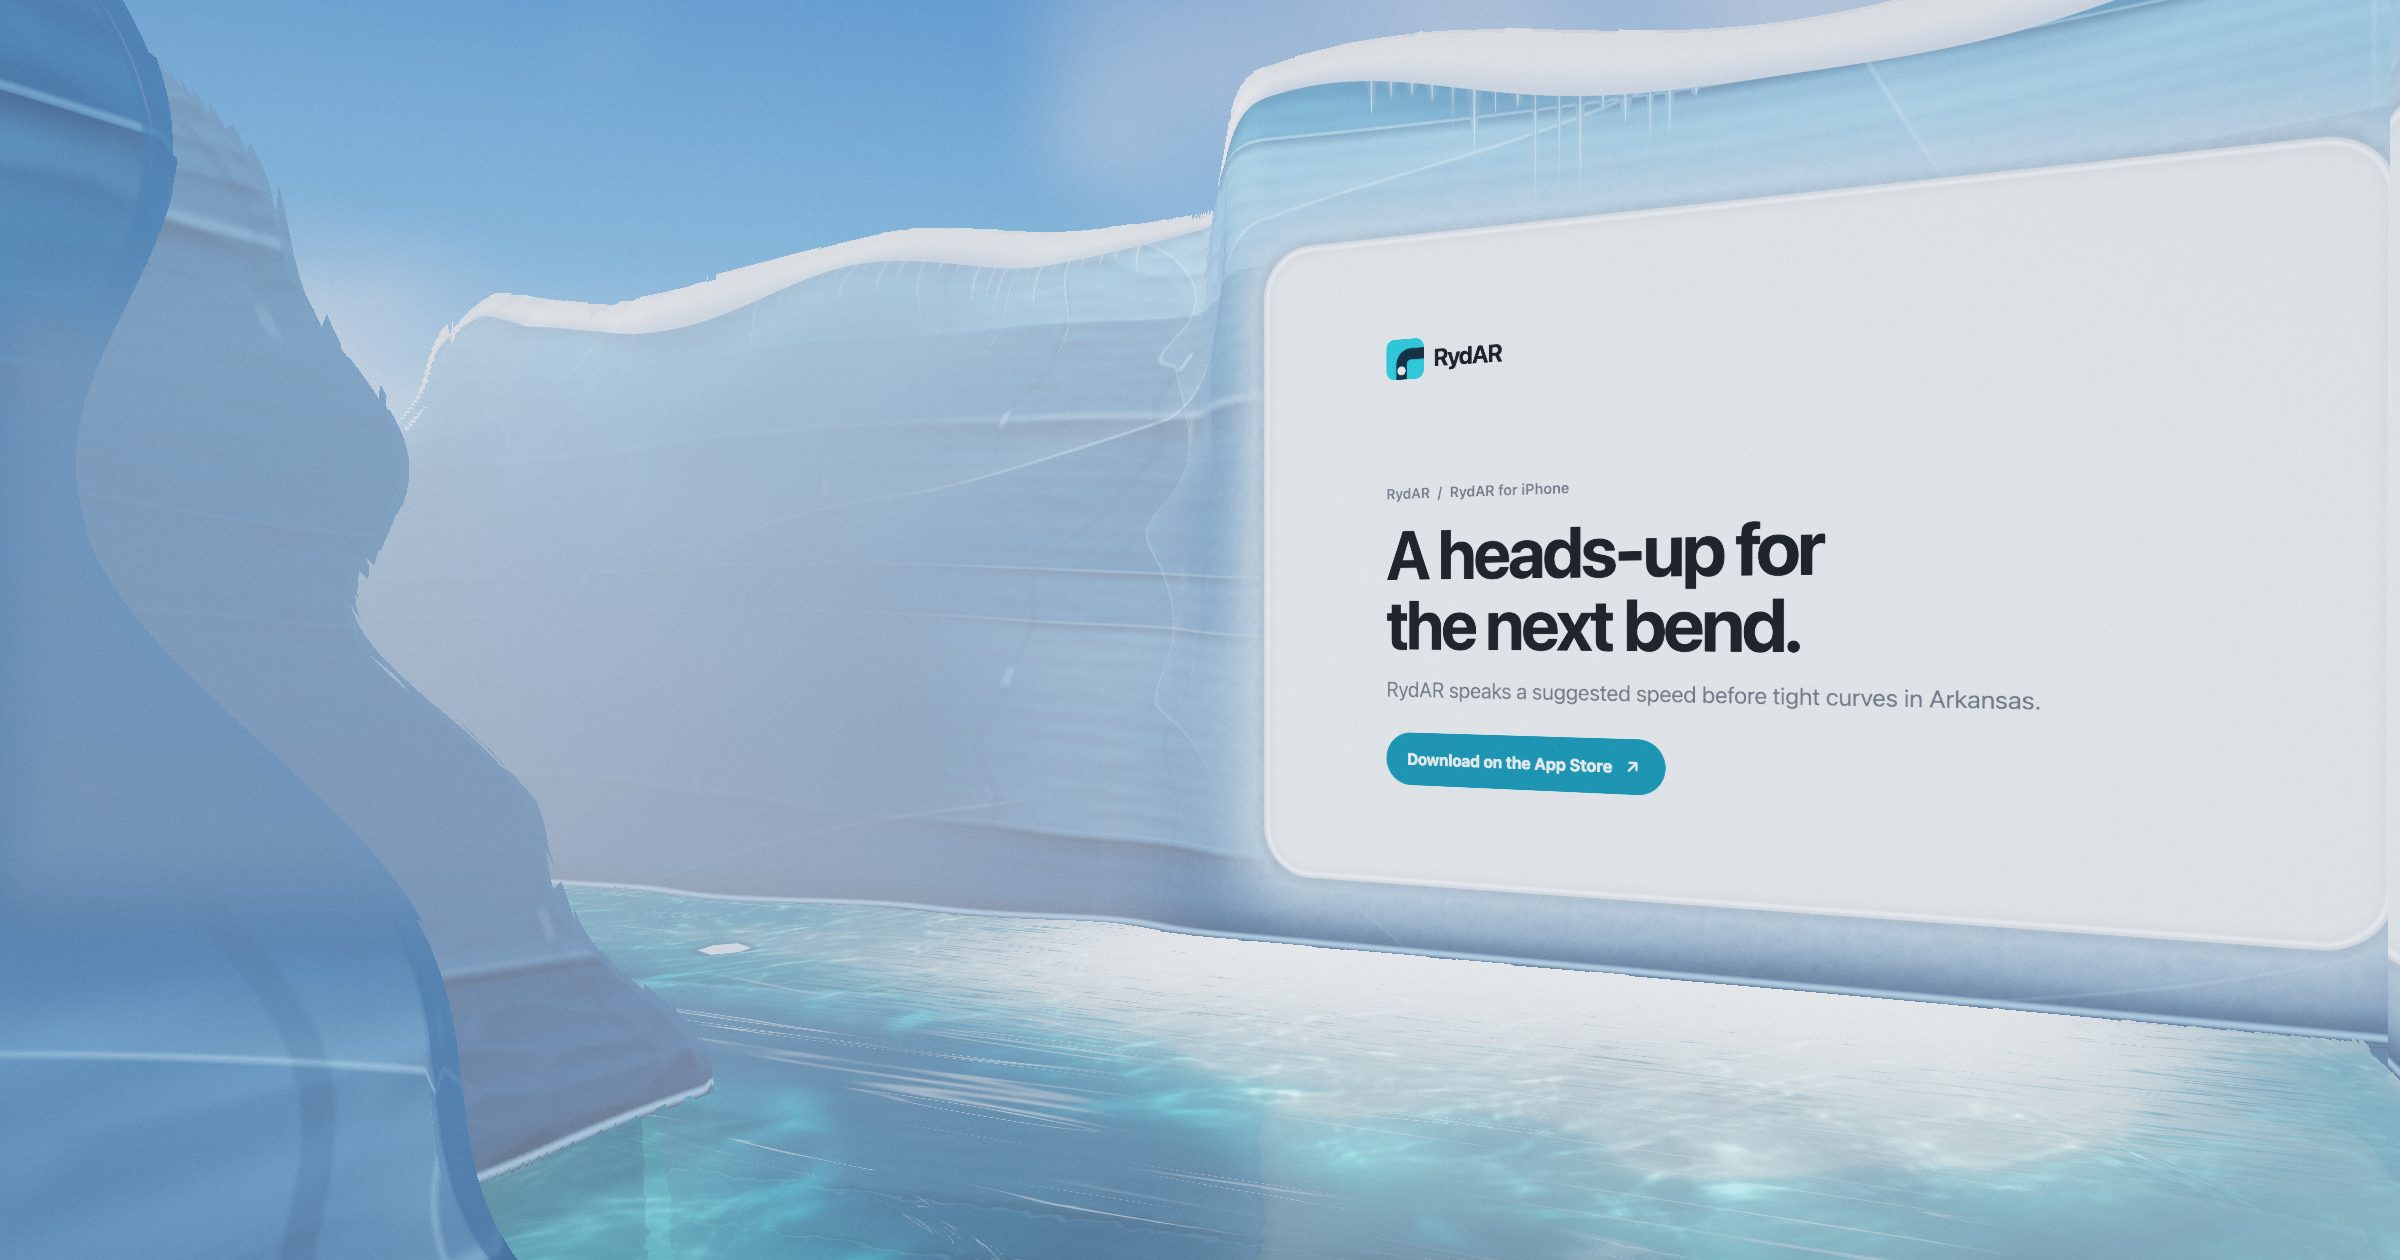 RydAR
RydAR / RydAR for iPhone
A heads-up for
the next bend.
RydAR speaks a suggested speed before tight curves in Arkansas.
Download on the App Store